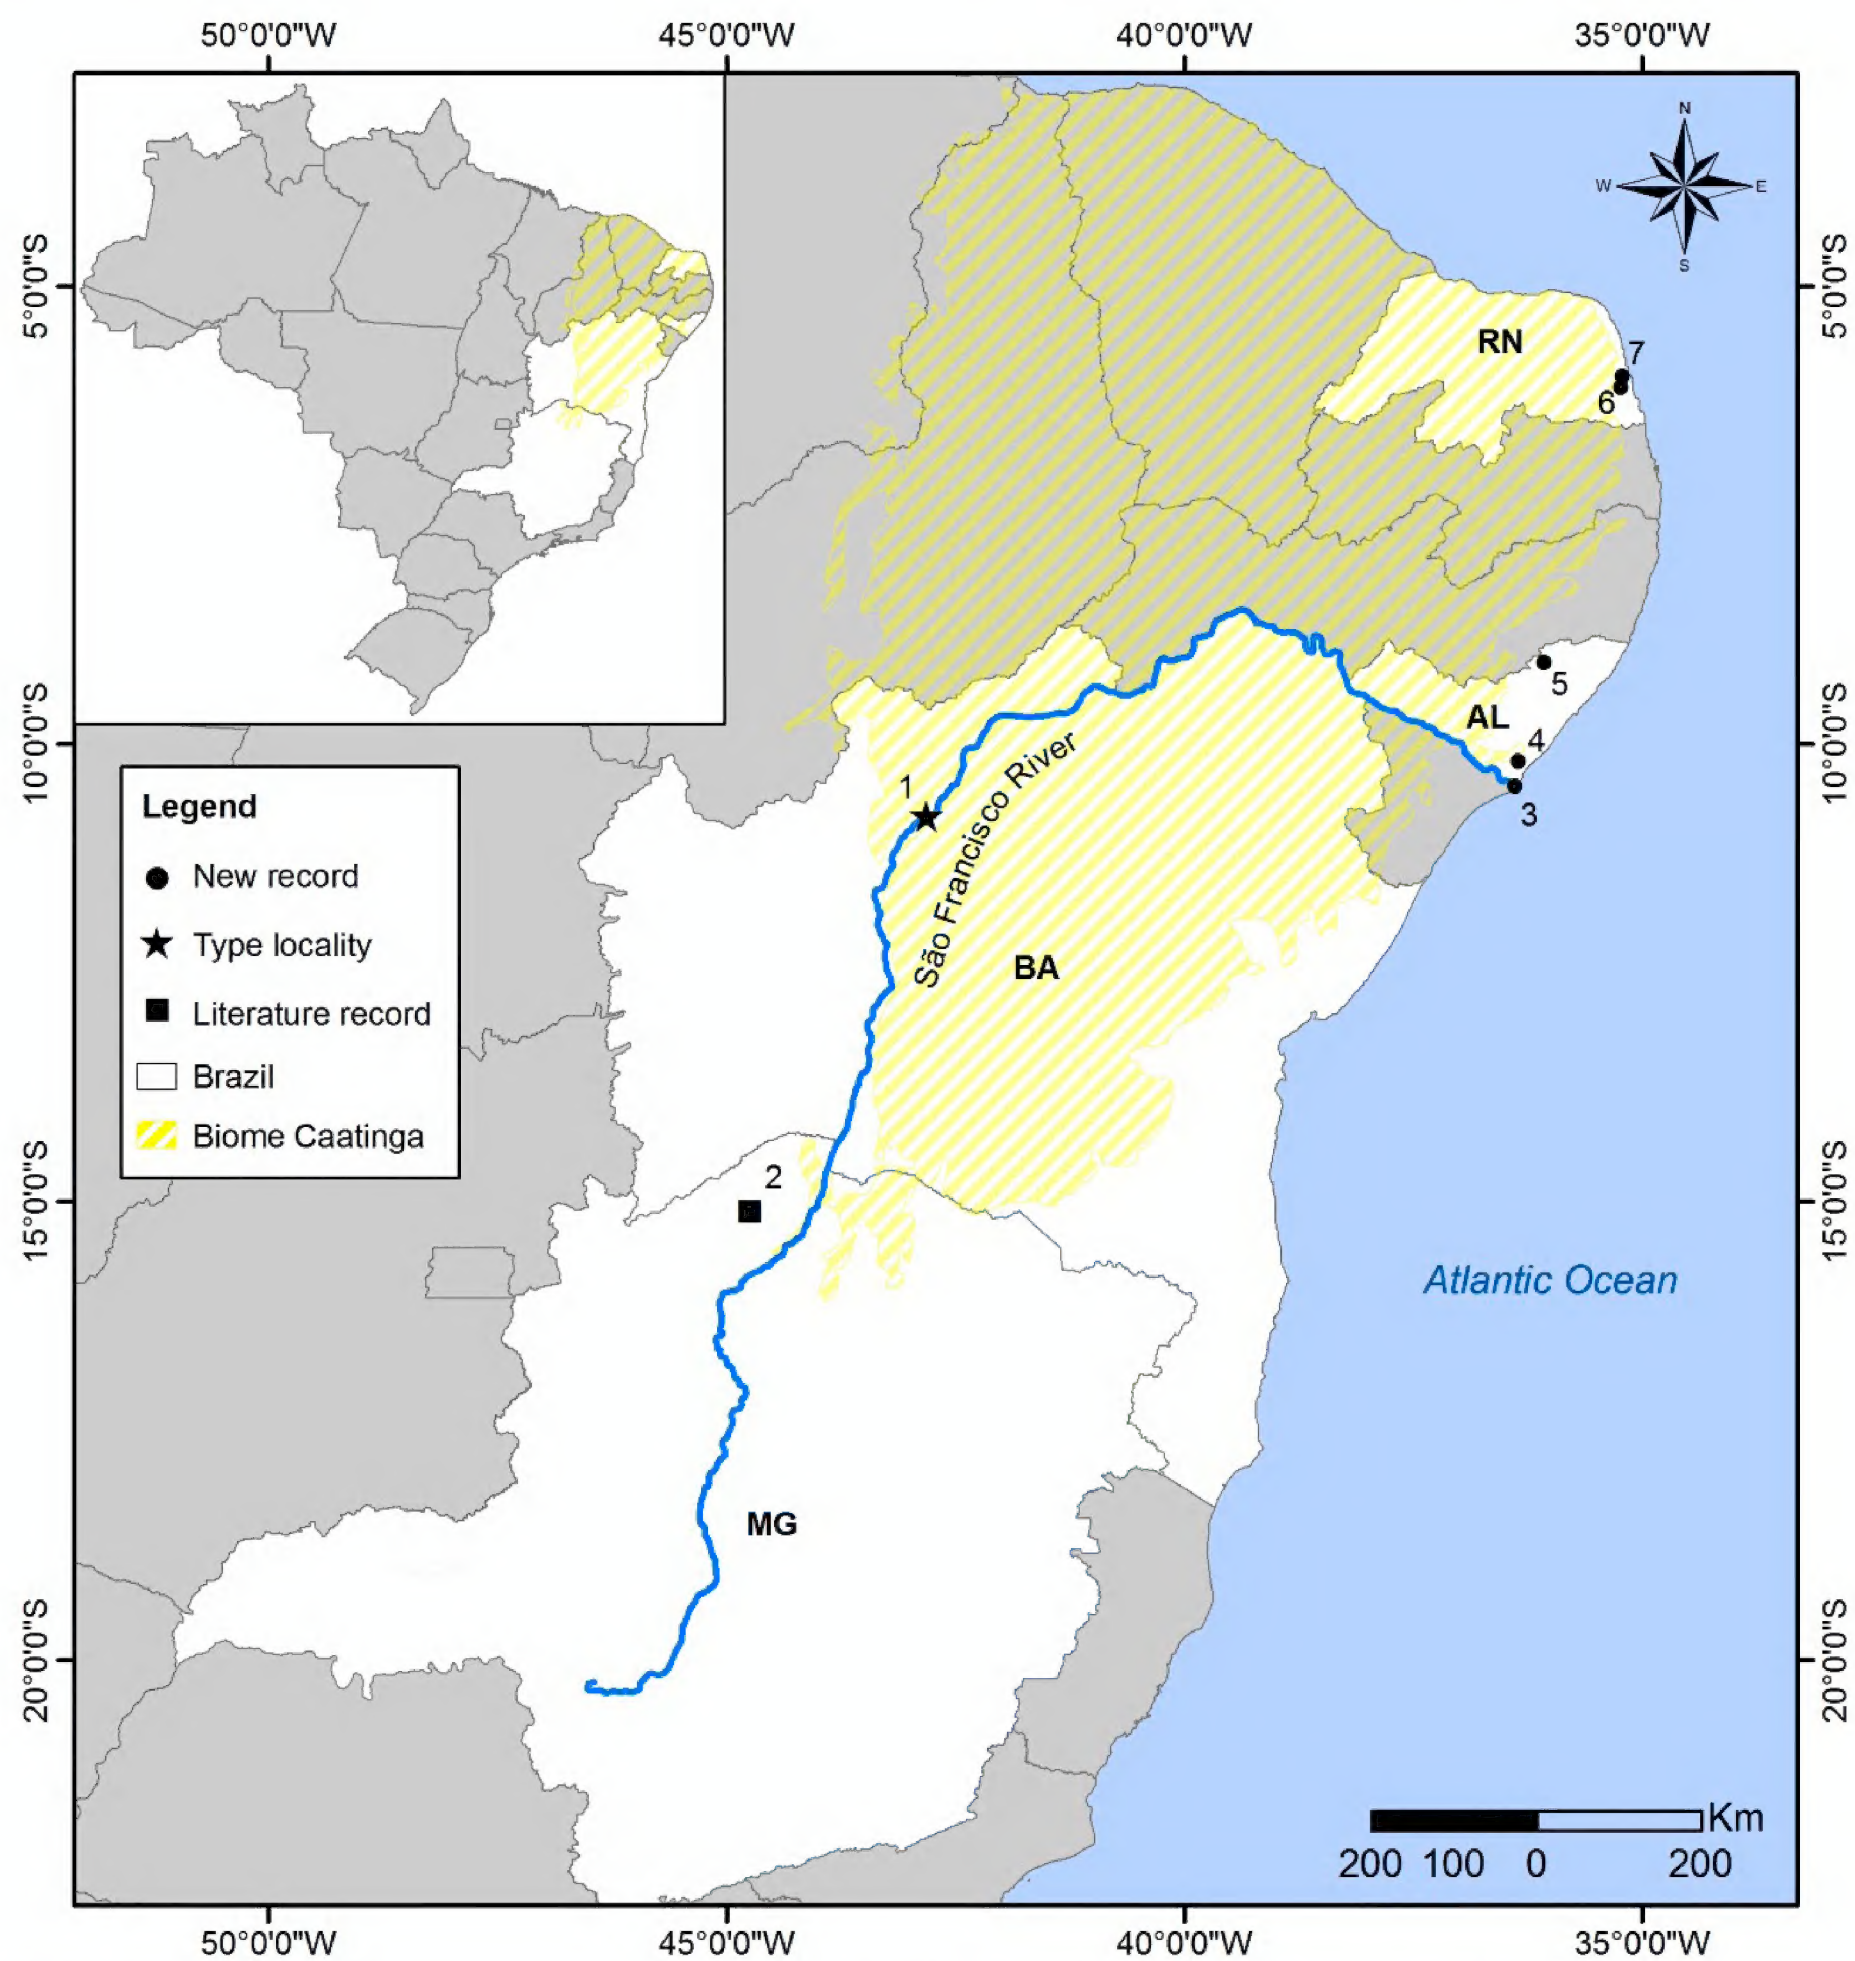 50°0'0"W 45°0'0"W 40°0'0"W 35°0'0"W
N
W E
S
5°0'0"S 5°0'0"S
RN
7
6
5
AL
10°0'0"S 10°0'0"S
4
3
1
São Francisco River
BA
Legend
New record
Type locality
Literature record
Brazil
Biome Caatinga
2
15°0'0"S 15°0'0"S
Atlantic Ocean
MG
20°0'0"S 20°0'0"S
Km
200 100 0 200
50°0'0"W 45°0'0"W 40°0'0"W 35°0'0"W